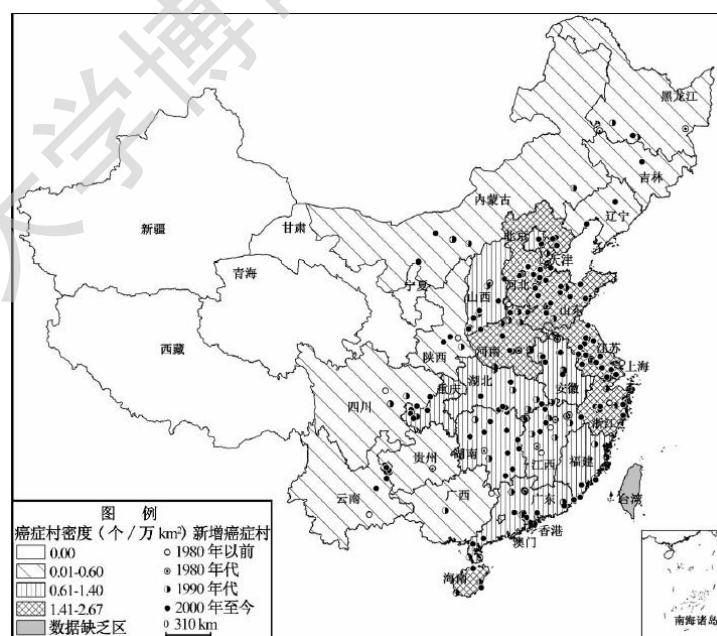 大学博
黑龙江
吉林
内蒙古
辽宁
新疆
甘肃
北京
天津
青海
宁夏
河北
山西
山东
西藏
陕西
河南
江苏
上海
四川
重庆
湖北
安徽
浙江
贵州
湖南
江西
福建
云南
广西
广东
台湾
香港
澳门
海南
南海诸岛
图 例
癌症村密度（个／万 km²） 新增癌症村
0.00
0.01-0.60
0.61-1.40
1.41-2.67
数据缺乏区
1980 年以前
1980 年代
1990 年代
2000 年至今
0 310 km